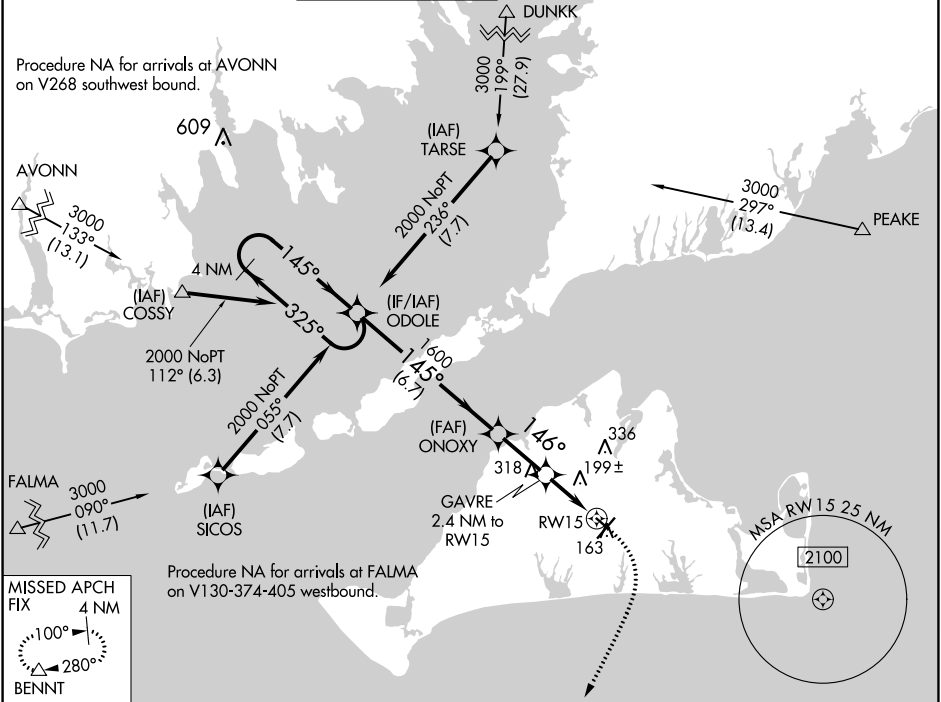 DUNKK
Procedure NA for arrivals at AVONN
on V268 southwest bound.
3000
199°
(27.9)
609
(IAF)
TARSE
AVONN
3000
133°
(13.1)
2000 NoPT
236°
(7.7)
3000
297°
(13.4)
PEAKE
4 NM
145°
(IAF)
COSSY
325°
(IF/IAF)
ODOLE
2000 NoPT
112° (6.3)
1600
145°
(6.7)
2000 NoPT
055°
(7.7)
(FAF)
ONOXY
146°
336
318
199±
FALMA
3000
090°
(11.7)
(IAF)
SICOS
GAVRE
2.4 NM to
RW15
RW15
163
MSA RW15 25 NM
2100
Procedure NA for arrivals at FALMA
on V130-374-405 westbound.
MISSED APCH
FIX
4 NM
100°
280°
BENNT